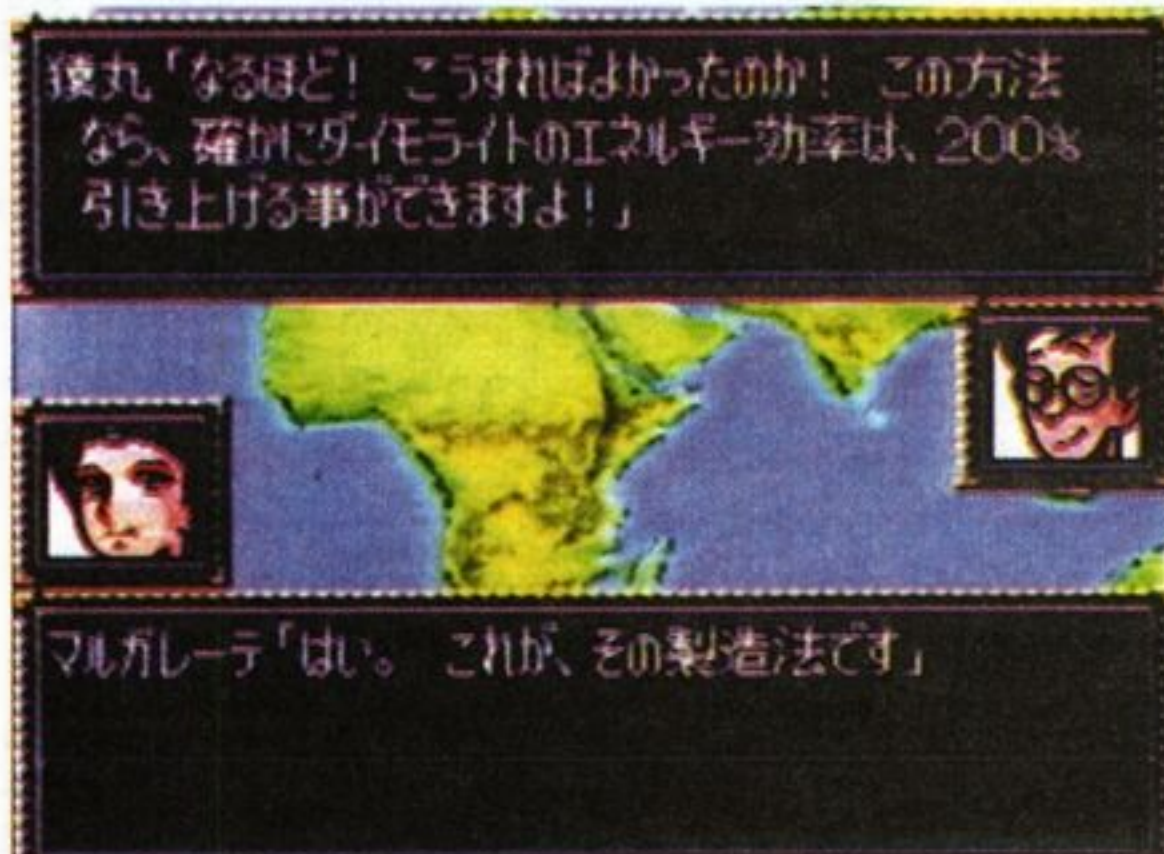 猿丸「なるほど！ こうすればよかったのか！ この方法
なら、確かにダイモライトのエネルギー効率は、200%
引き上げる事ができますよ！」
マルガレーテ「はい。 これが、その製造法です」